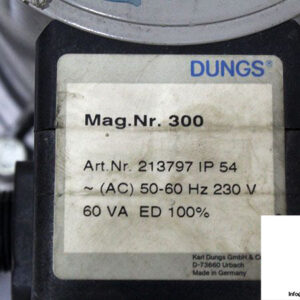 DUNGS®
Mag.Nr. 300
Art.Nr. 213797 IP 54
~ (AC) 50-60 Hz 230 V
60 VA ED 100%
Karl Dungs GmbH & Co
D-73660 Urbach
Made in Germany